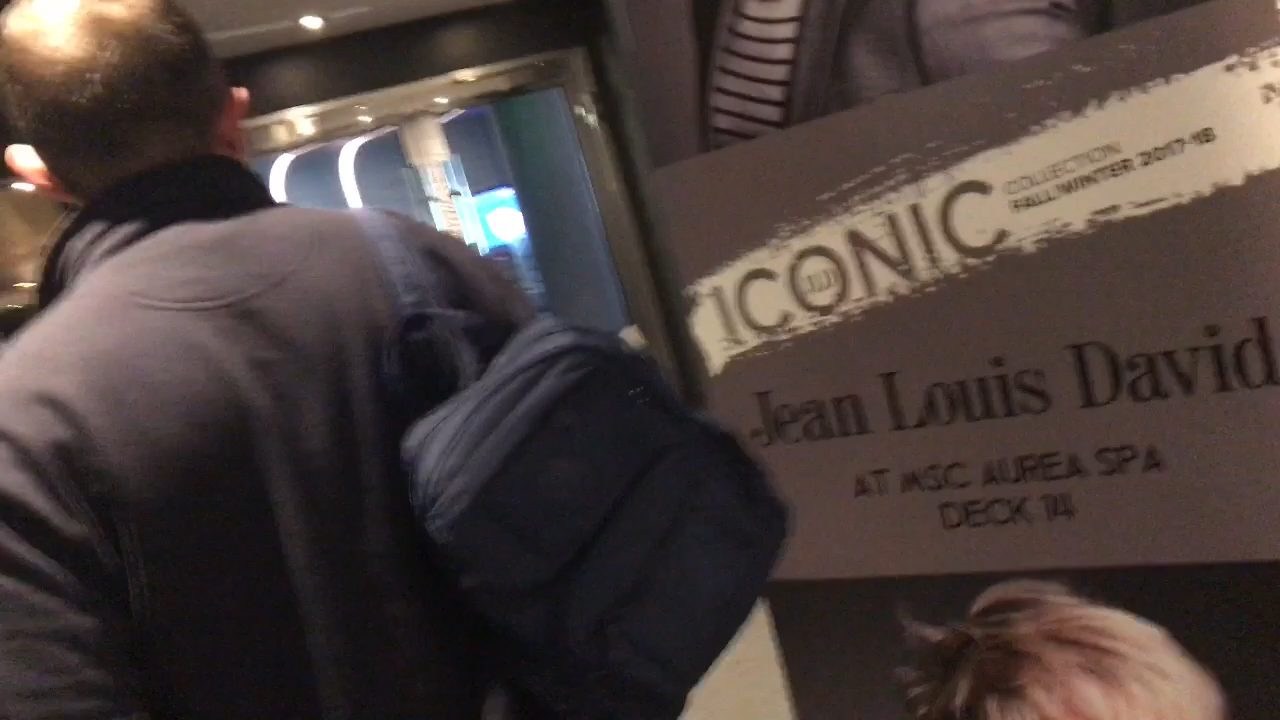 ICONIC
COLLECTION
FALL/WINTER 2017-18
Jean Louis David
AT MSC AUREA SPA
DECK 14